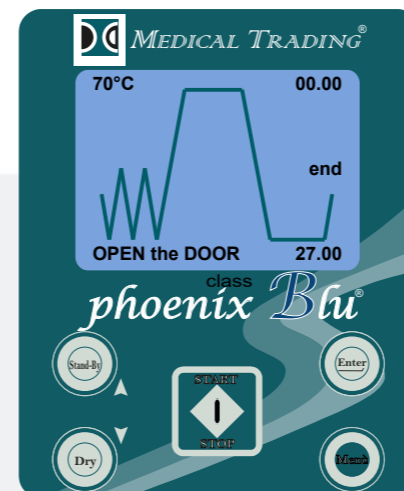 MEDICAL TRADING®
70°C 00.00
end
OPEN the DOOR 27.00
class
phoenix Blu®
Stand-By
Enter
START
STOP
Dry
Menù